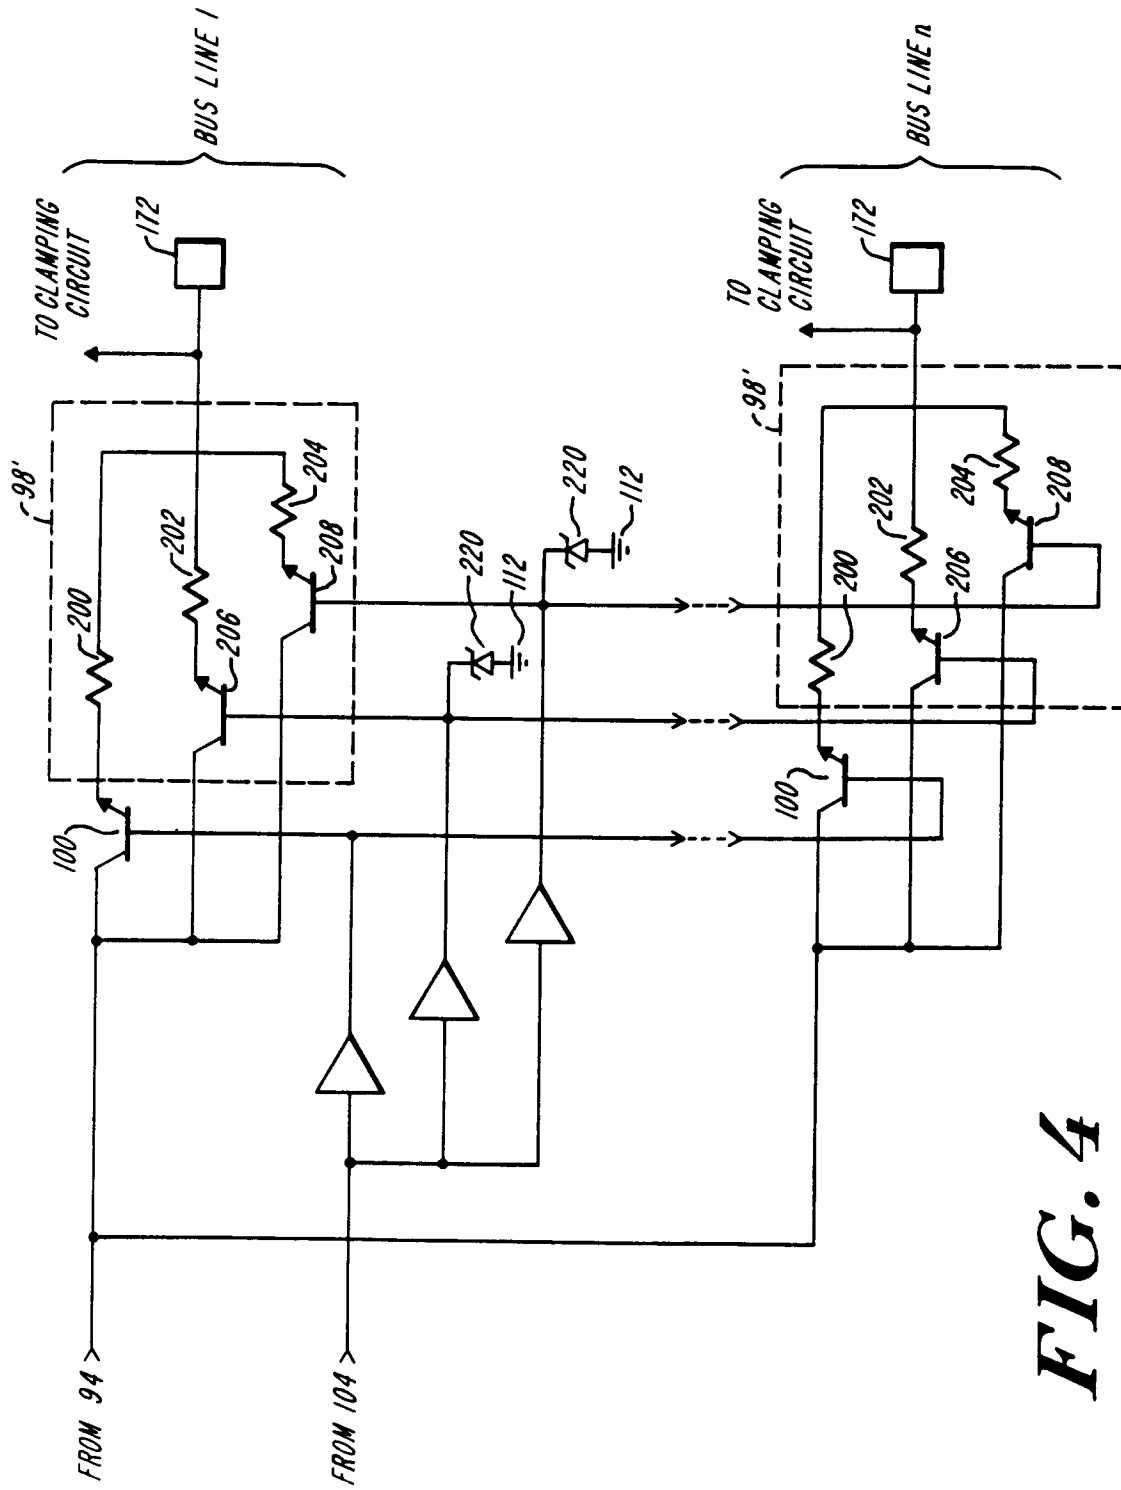 FROM 94
FROM 104
100
98'
200
202
206
204
208
TO CLAMPING
CIRCUIT
172
BUS LINE 1
220
112
220
112
100
98'
200
202
206
204
208
TO
CLAMPING
CIRCUIT
172
BUS LINE n
FIG. 4